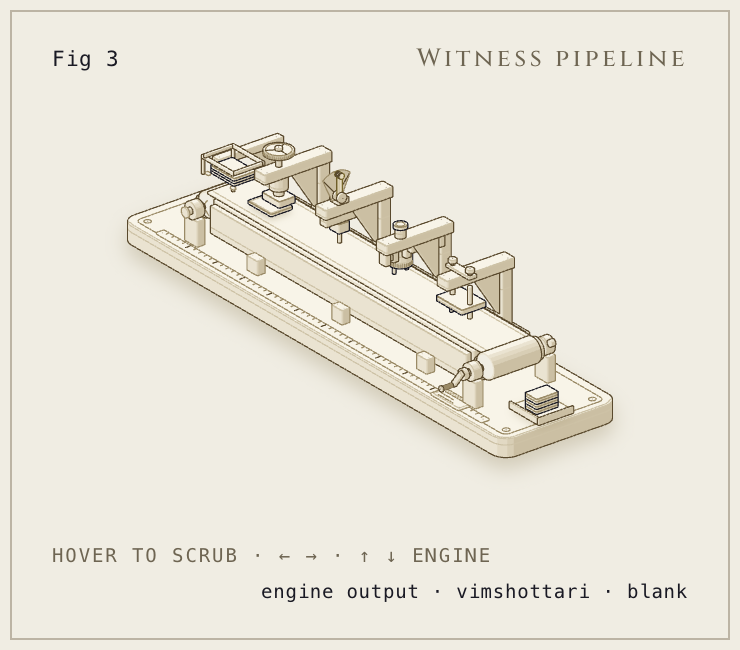 Fig 3
Witness pipeline
HOVER TO SCRUB · ← → · ↑ ↓ ENGINE
engine output · vimshottari · blank